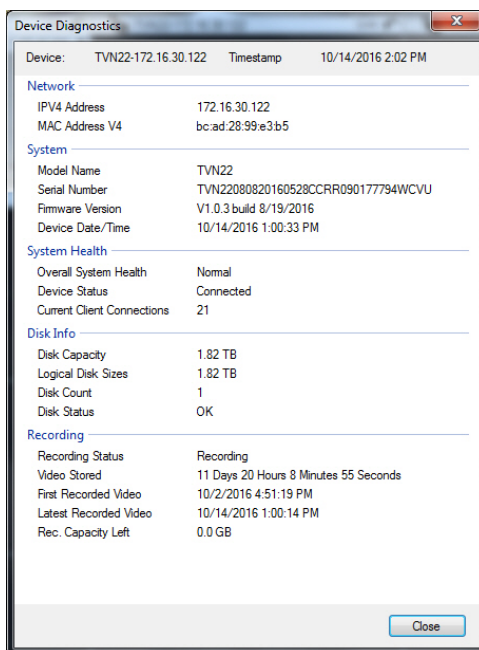 Device Diagnostics
Device: TVN22-172.16.30.122 Timestamp 10/14/2016 2:02 PM
Network
IPV4 Address 172.16.30.122
MAC Address V4 bc:ad:28:99:e3:b5
System
Model Name TVN22
Serial Number TVN22080820160528CCRR090177794WCVU
Firmware Version V1.0.3 build 8/19/2016
Device Date/Time 10/14/2016 1:00:33 PM
System Health
Overall System Health Normal
Device Status Connected
Current Client Connections 21
Disk Info
Disk Capacity 1.82 TB
Logical Disk Sizes 1.82 TB
Disk Count 1
Disk Status OK
Recording
Recording Status Recording
Video Stored 11 Days 20 Hours 8 Minutes 55 Seconds
First Recorded Video 10/2/2016 4:51:19 PM
Latest Recorded Video 10/14/2016 1:00:14 PM
Rec. Capacity Left 0.0 GB
Close